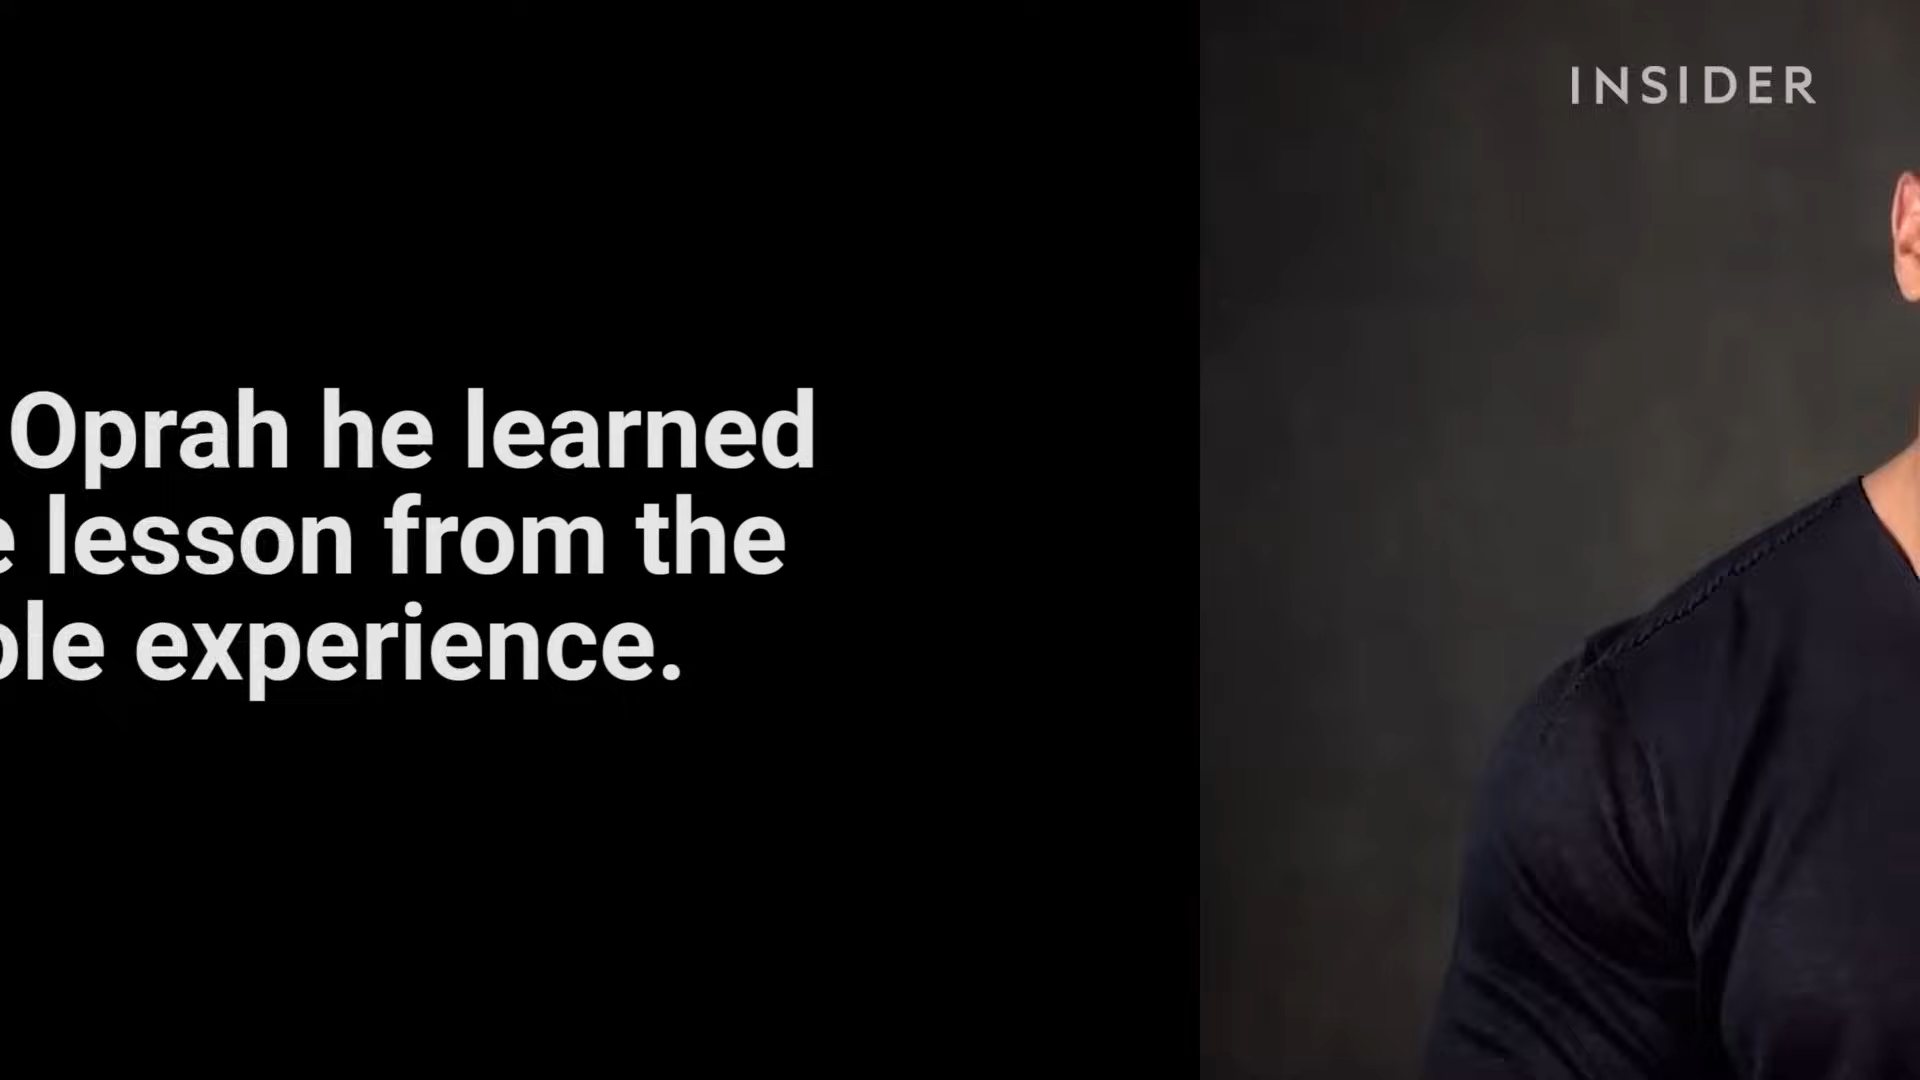 INSIDER
Oprah he learned
lesson from the
experience.